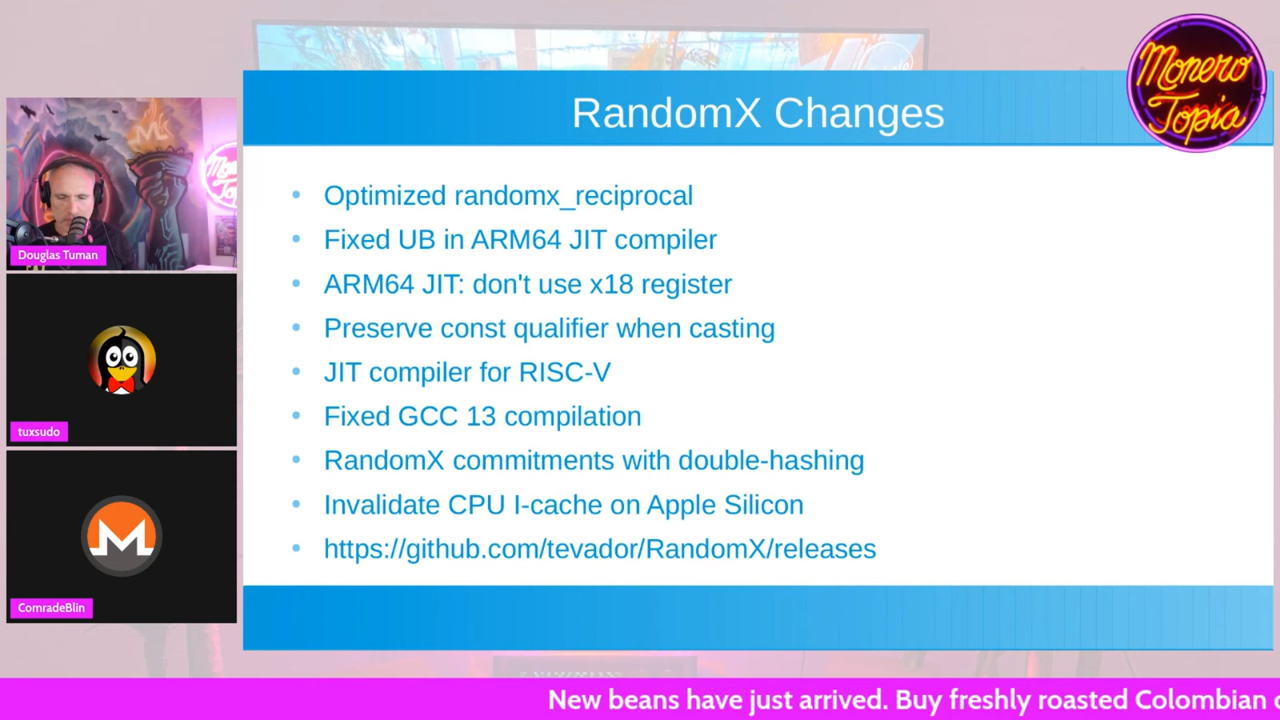 RandomX Changes
Monero
Topia
Optimized randomx_reciprocal
Fixed UB in ARM64 JIT compiler
ARM64 JIT: don't use x18 register
Preserve const qualifier when casting
JIT compiler for RISC-V
Fixed GCC 13 compilation
RandomX commitments with double-hashing
Invalidate CPU I-cache on Apple Silicon
https://github.com/tevador/RandomX/releases
Douglas Tuman
tuxsudo
ComradeBlin
New beans have just arrived. Buy freshly roasted Colombian